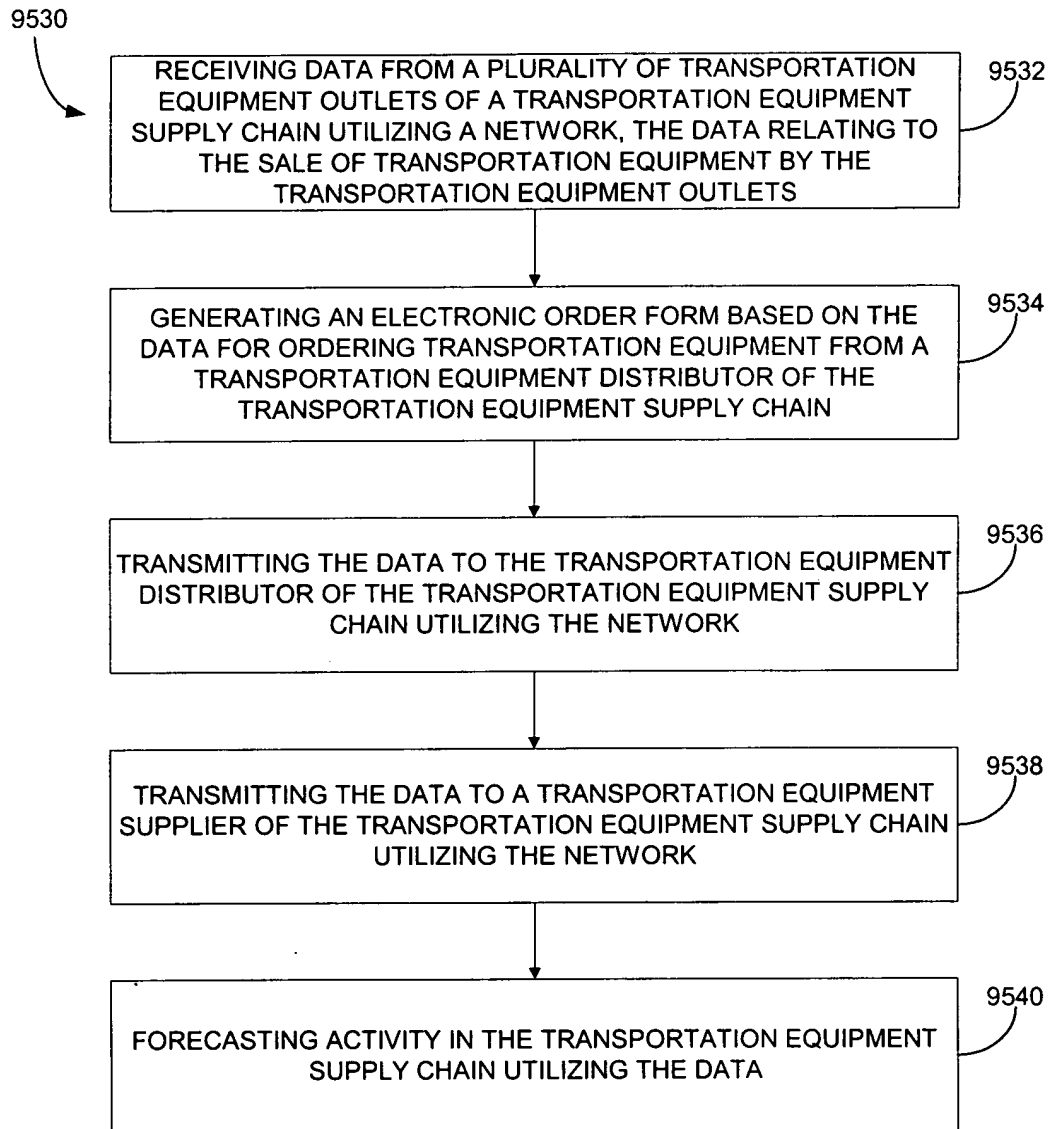 9530
RECEIVING DATA FROM A PLURALITY OF TRANSPORTATION
EQUIPMENT OUTLETS OF A TRANSPORTATION EQUIPMENT
SUPPLY CHAIN UTILIZING A NETWORK, THE DATA RELATING TO
THE SALE OF TRANSPORTATION EQUIPMENT BY THE
TRANSPORTATION EQUIPMENT OUTLETS
9532
GENERATING AN ELECTRONIC ORDER FORM BASED ON THE
DATA FOR ORDERING TRANSPORTATION EQUIPMENT FROM A
TRANSPORTATION EQUIPMENT DISTRIBUTOR OF THE
TRANSPORTATION EQUIPMENT SUPPLY CHAIN
9534
TRANSMITTING THE DATA TO THE TRANSPORTATION EQUIPMENT
DISTRIBUTOR OF THE TRANSPORTATION EQUIPMENT SUPPLY
CHAIN UTILIZING THE NETWORK
9536
TRANSMITTING THE DATA TO A TRANSPORTATION EQUIPMENT
SUPPLIER OF THE TRANSPORTATION EQUIPMENT SUPPLY CHAIN
UTILIZING THE NETWORK
9538
FORECASTING ACTIVITY IN THE TRANSPORTATION EQUIPMENT
SUPPLY CHAIN UTILIZING THE DATA
9540